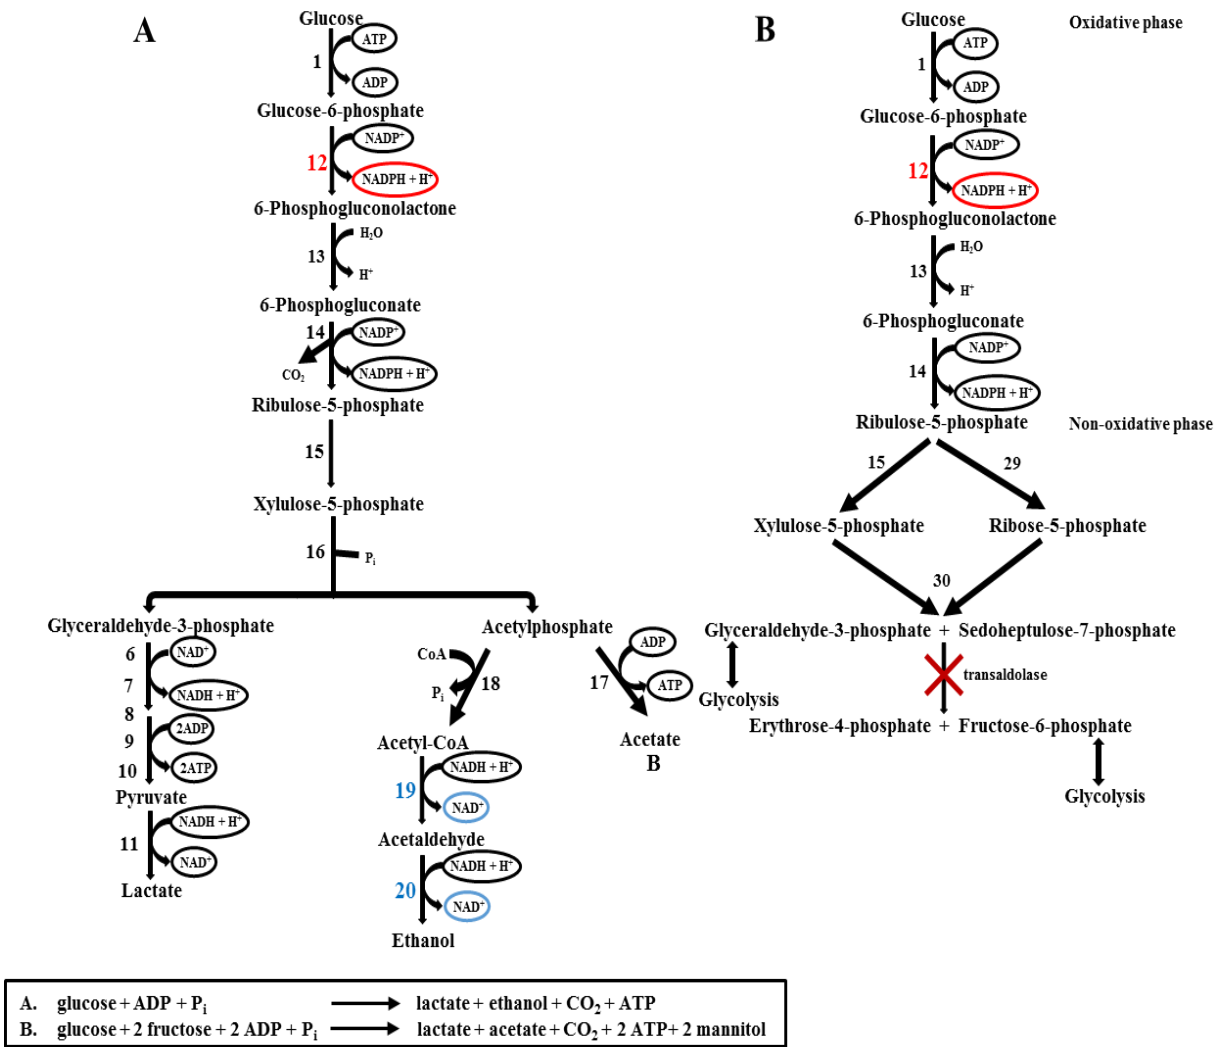 A
Glucose
1
ATP
ADP
Glucose-6-phosphate
12
NADP⁺
NADPH + H⁺
6-Phosphogluconolactone
13
H₂O
H⁺
6-Phosphogluconate
14
NADP⁺
NADPH + H⁺
CO₂
Ribulose-5-phosphate
15
Xylulose-5-phosphate
16
Pᵢ
Glyceraldehyde-3-phosphate
6
NAD⁺
7
NADH + H⁺
8
9
2ADP
10
2ATP
Pyruvate
11
NADH + H⁺
NAD⁺
Lactate
Acetylphosphate
CoA
Pᵢ
18
17
ADP
ATP
Acetate
B
Acetyl-CoA
19
NADH + H⁺
NAD⁺
Acetaldehyde
20
NADH + H⁺
NAD⁺
Ethanol
B
Glucose
Oxidative phase
1
ATP
ADP
Glucose-6-phosphate
12
NADP⁺
NADPH + H⁺
6-Phosphogluconolactone
13
H₂O
H⁺
6-Phosphogluconate
14
NADP⁺
NADPH + H⁺
Ribulose-5-phosphate
Non-oxidative phase
15
29
Xylulose-5-phosphate
Ribose-5-phosphate
30
Glyceraldehyde-3-phosphate + Sedoheptulose-7-phosphate
transaldolase
Glycolysis
Erythrose-4-phosphate + Fructose-6-phosphate
Glycolysis
A. glucose + ADP + Pᵢ → lactate + ethanol + CO₂ + ATP
B. glucose + 2 fructose + 2 ADP + Pᵢ → lactate + acetate + CO₂ + 2 ATP+ 2 mannitol